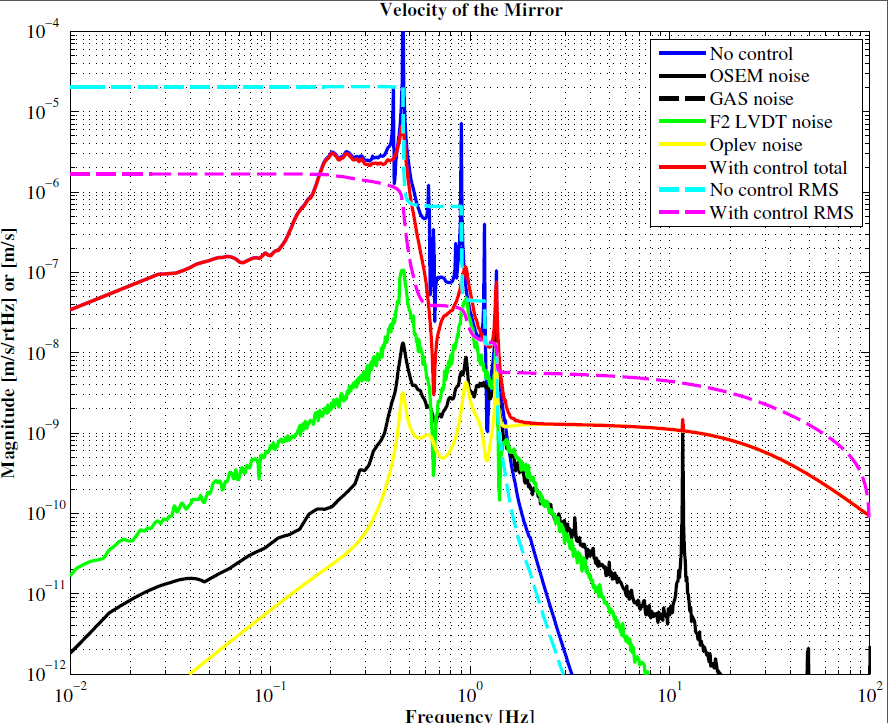 Velocity of the Mirror
10^-4
10^-5
10^-6
10^-7
10^-8
10^-9
10^-10
10^-11
10^-12
Magnitude [m/s/rtHz] or [m/s]
No control
OSEM noise
GAS noise
F2 LVDT noise
Oplev noise
With control total
No control RMS
With control RMS
10^-2
10^-1
10^0
10^1
10^2
Frequency [Hz]